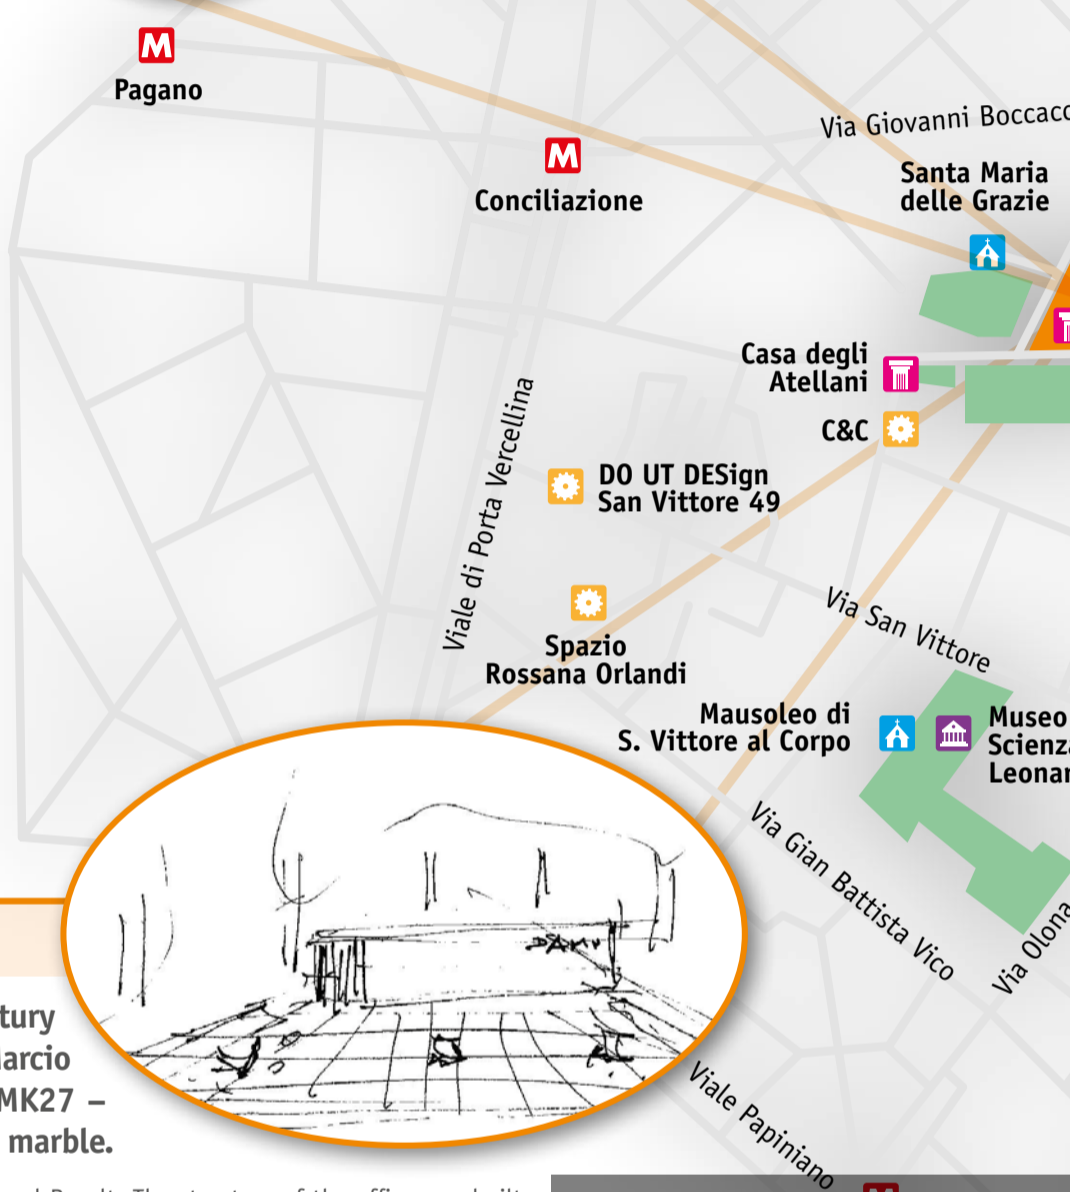 M
Pagano
M
Conciliazione
Via Giovanni Boccacc
Santa Maria
delle Grazie
Casa degli
Atellani
C&C
Viale di Porta Vercellina
DO UT DESign
San Vittore 49
Spazio
Rossana Orlandi
Via San Vittore
Mausoleo di
S. Vittore al Corpo
Museo
Scienza
Leonar
Via Gian Battista Vico
Via Olona
tury
arcio
MK27 –
marble.
Viale Papiniano